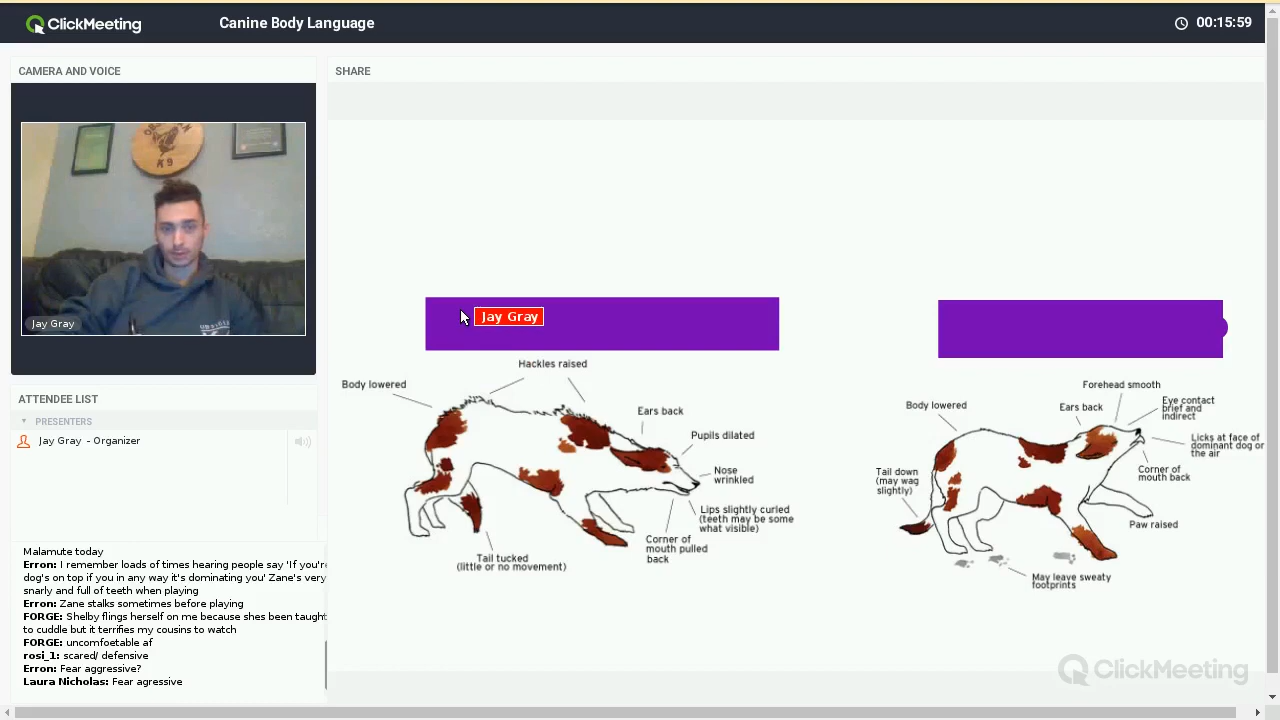 ClickMeeting
Canine Body Language
00:15:59
CAMERA AND VOICE
SHARE
K9
Jay Gray
Jay Gray
ATTENDEE LIST
PRESENTERS
Jay Gray - Organizer
Malamute today
Erron: I remember loads of times hearing people say 'If you're
dog's on top if you in any way it's dominating you' Zane's very
snarly and full of teeth when playing
Erron: Zane stalks sometimes before playing
FORGE: Shelby flings herself on me because shes been taught
to cuddle but it terrifies my cousins to watch
FORGE: uncomfoetable af
rosi_1: scared/ defensive
Erron: Fear aggressive?
Laura Nicholas: Fear agressive
Hackles raised
Body lowered
Ears back
Pupils dilated
Nose
wrinkled
Lips slightly curled
(teeth may be some
what visible)
Corner of
mouth pulled
back
Tail tucked
(little or no movement)
Forehead smooth
Ears back
Eye contact
brief and
indirect
Body lowered
Licks at face of
dominant dog or
the air
Corner of
mouth back
Tail down
(may wag
slightly)
Paw raised
May leave sweaty
footprints
ClickMeeting